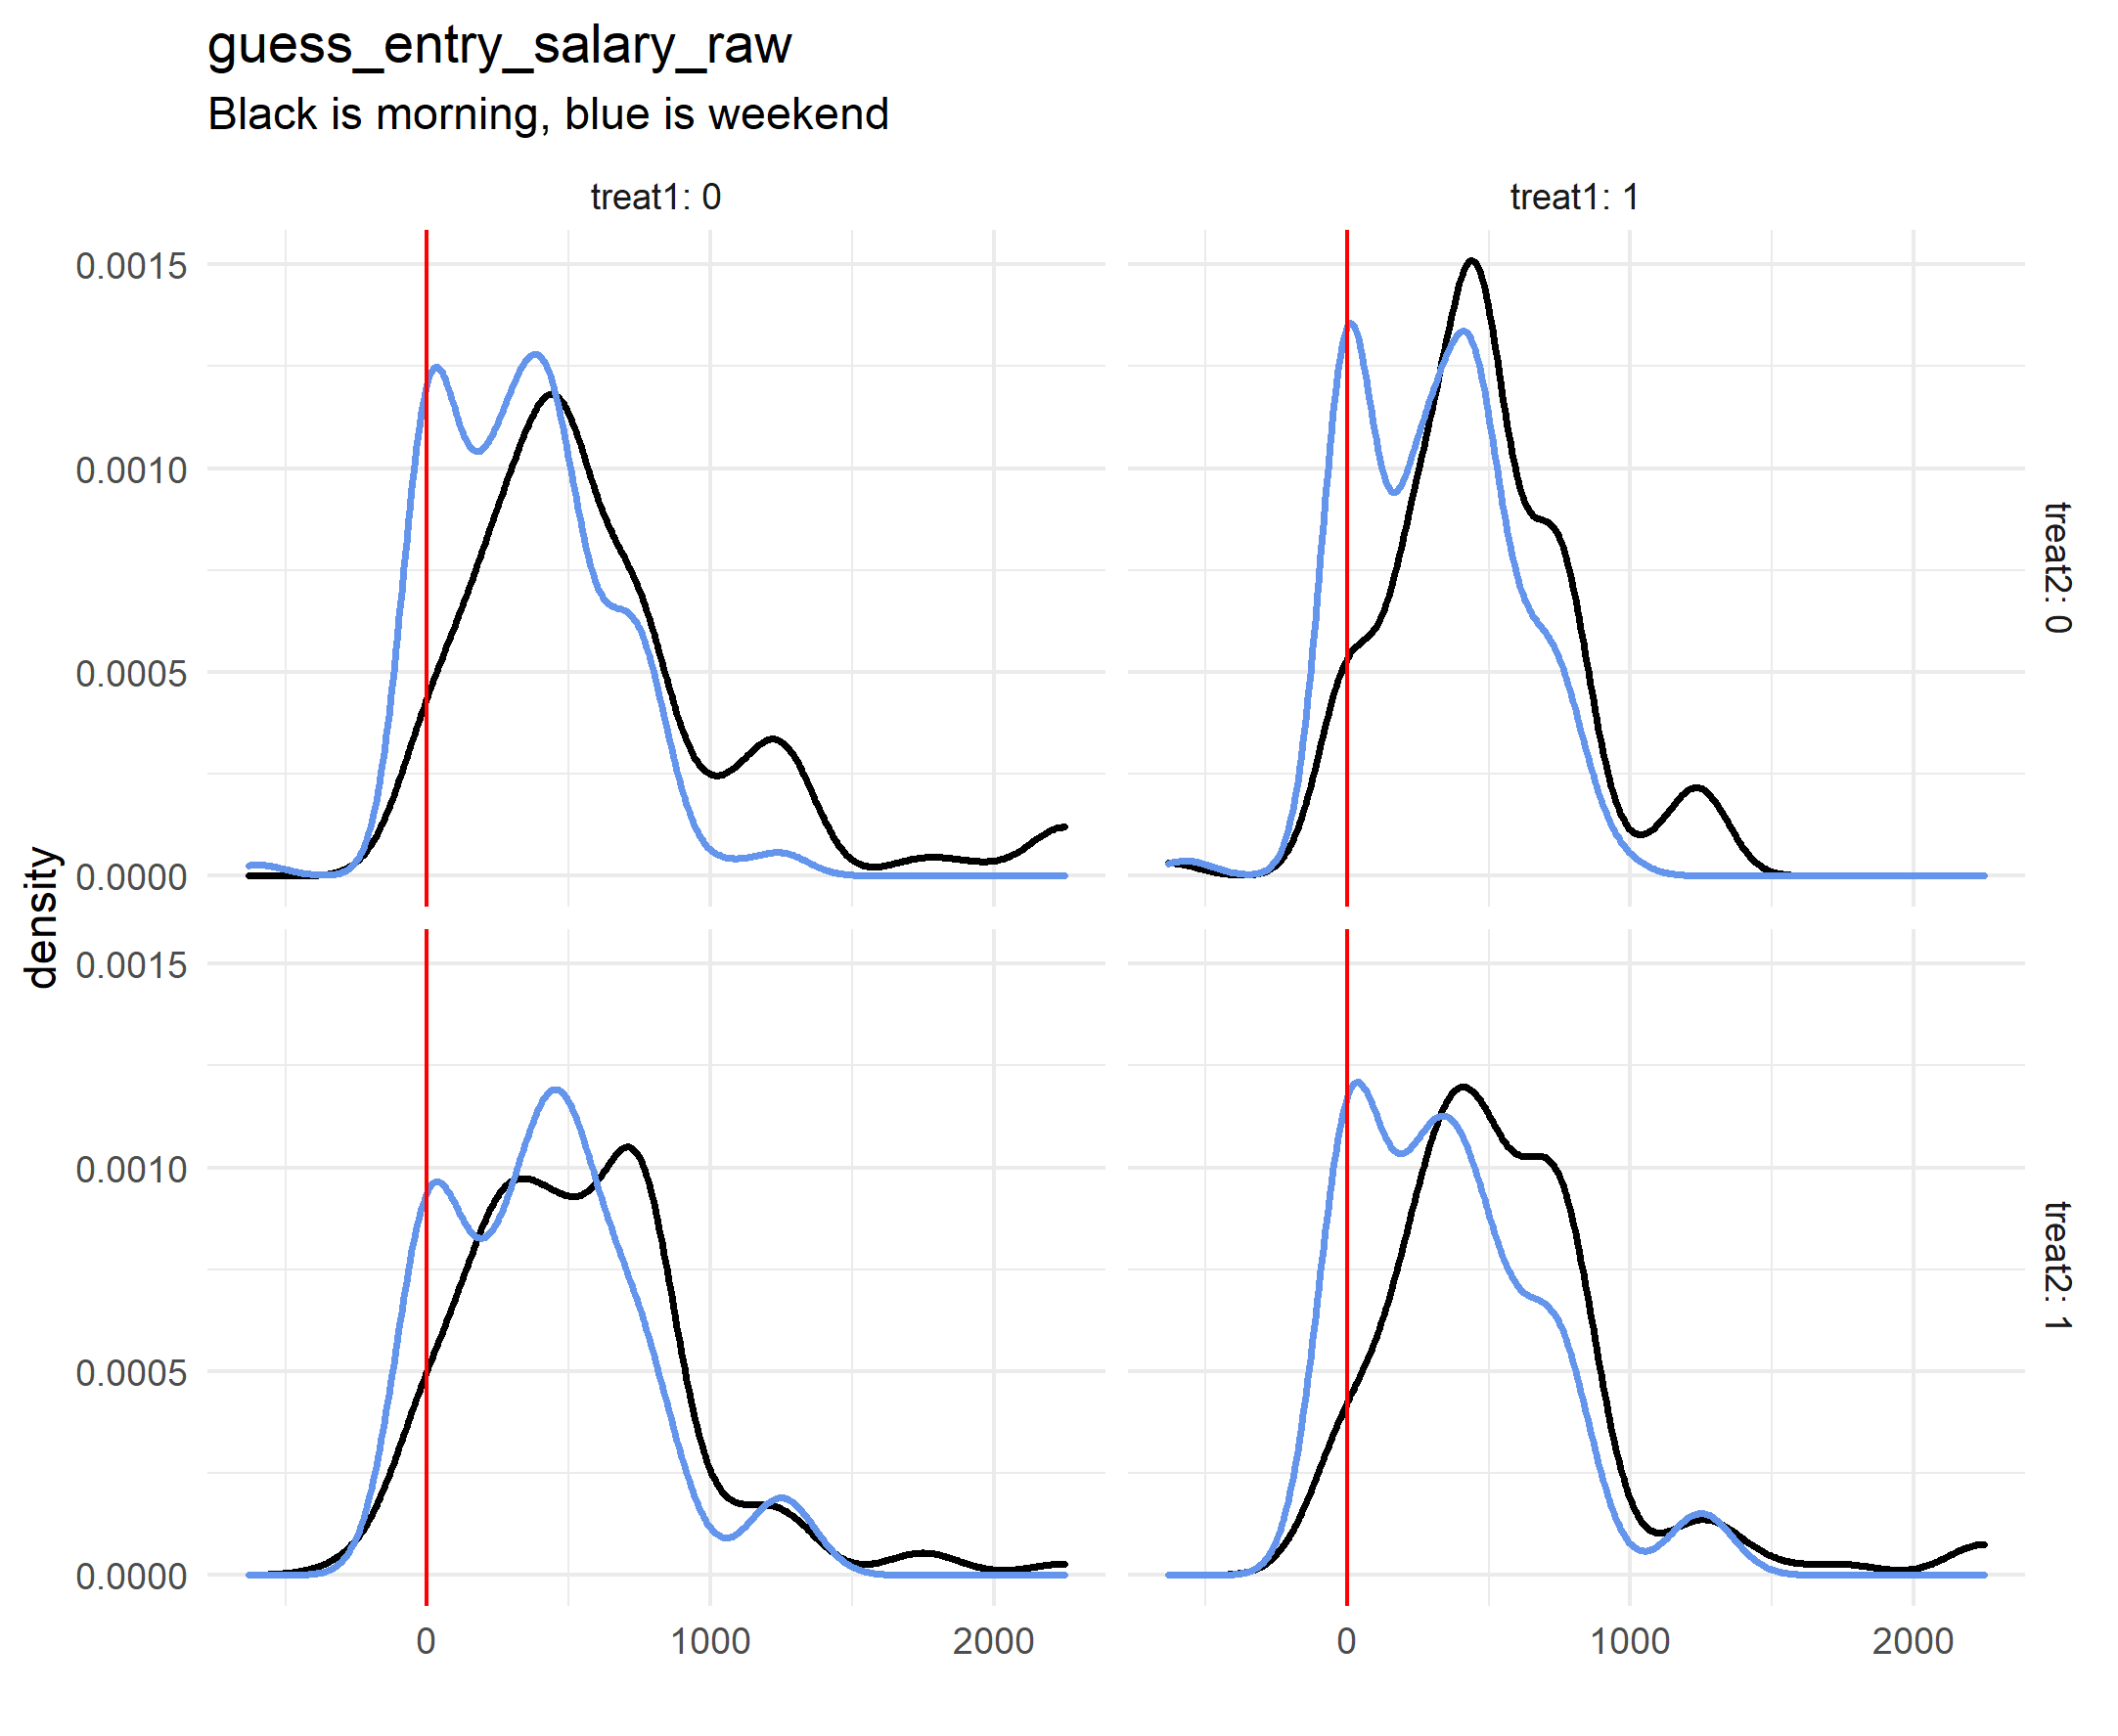 guess_entry_salary_raw
Black is morning, blue is weekend
treat1: 0
treat1: 1
0.0015
0.0010
0.0005
0.0000
treat2: 0
density
0.0015
0.0010
0.0005
0.0000
treat2: 1
0
1000
2000
0
1000
2000